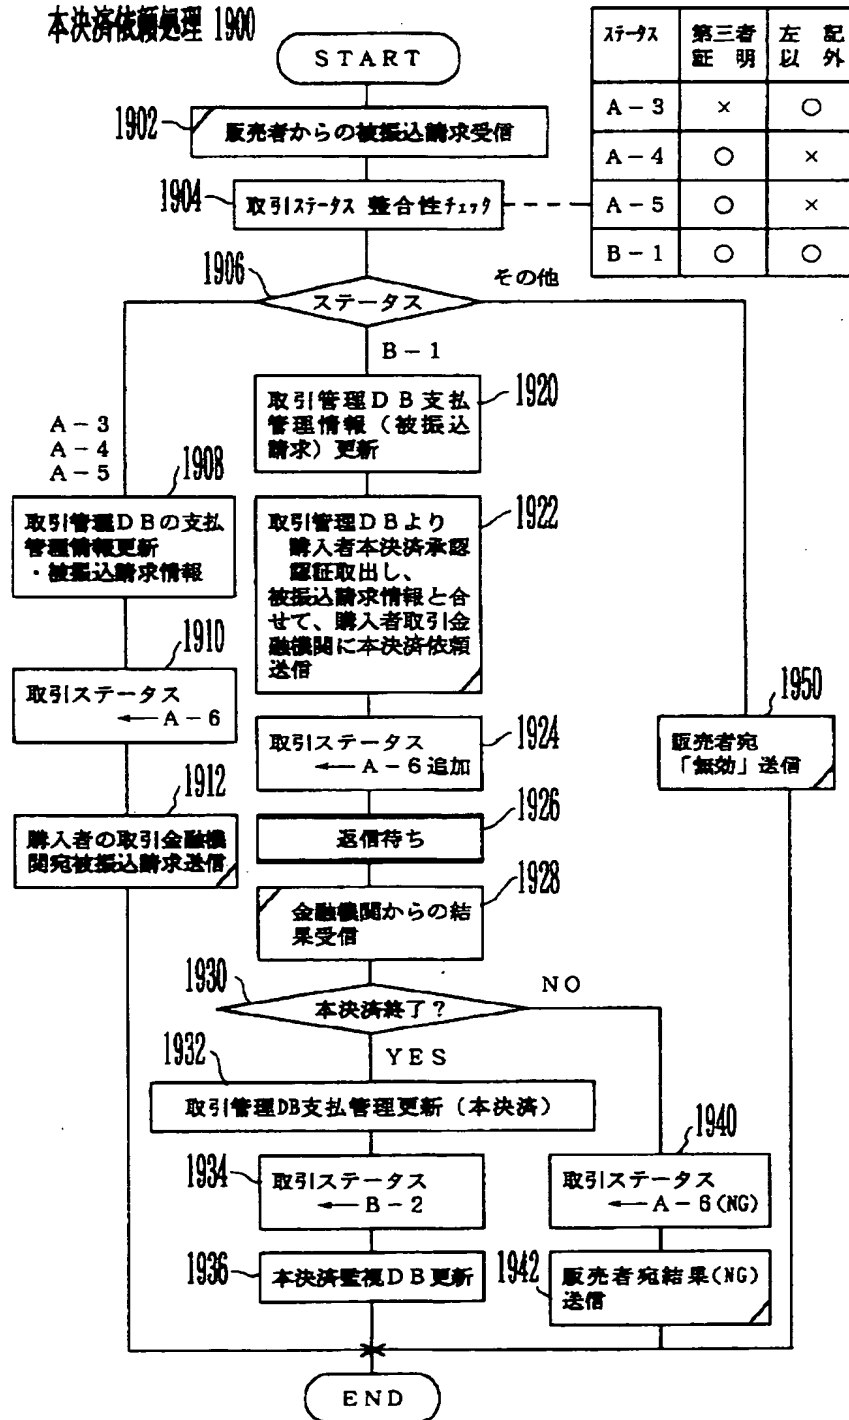 本決済依頼処理 1900
START
1902
販売者からの被振込請求受信
1904
取引ステータス 整合性チェック
ステータス 第三者証明 左記以外
A-3 × ○
A-4 ○ ×
A-5 ○ ×
B-1 ○ ○
1906
ステータス
その他
B-1
A-3
A-4
A-5
1908
取引管理DBの支払
管理情報更新
・被振込請求情報
1910
取引ステータス
← A-6
1912
購入者の取引金融機
関宛被振込請求送信
1920
取引管理DB支払
管理情報(被振込
請求)更新
1922
取引管理DBより
購入者本決済承認
認証取出し、
被振込請求情報と合
せて、購入者取引金
融機関に本決済依頼
送信
1924
取引ステータス
← A-6追加
1926
返信待ち
1928
金融機関からの結
果受信
1930
本決済終了?
NO
YES
1932
取引管理DB支払管理更新(本決済)
1934
取引ステータス
← B-2
1936
本決済監視DB更新
1940
取引ステータス
← A-6(NG)
1942
販売者宛結果(NG)
送信
1950
販売者宛
「無効」送信
END